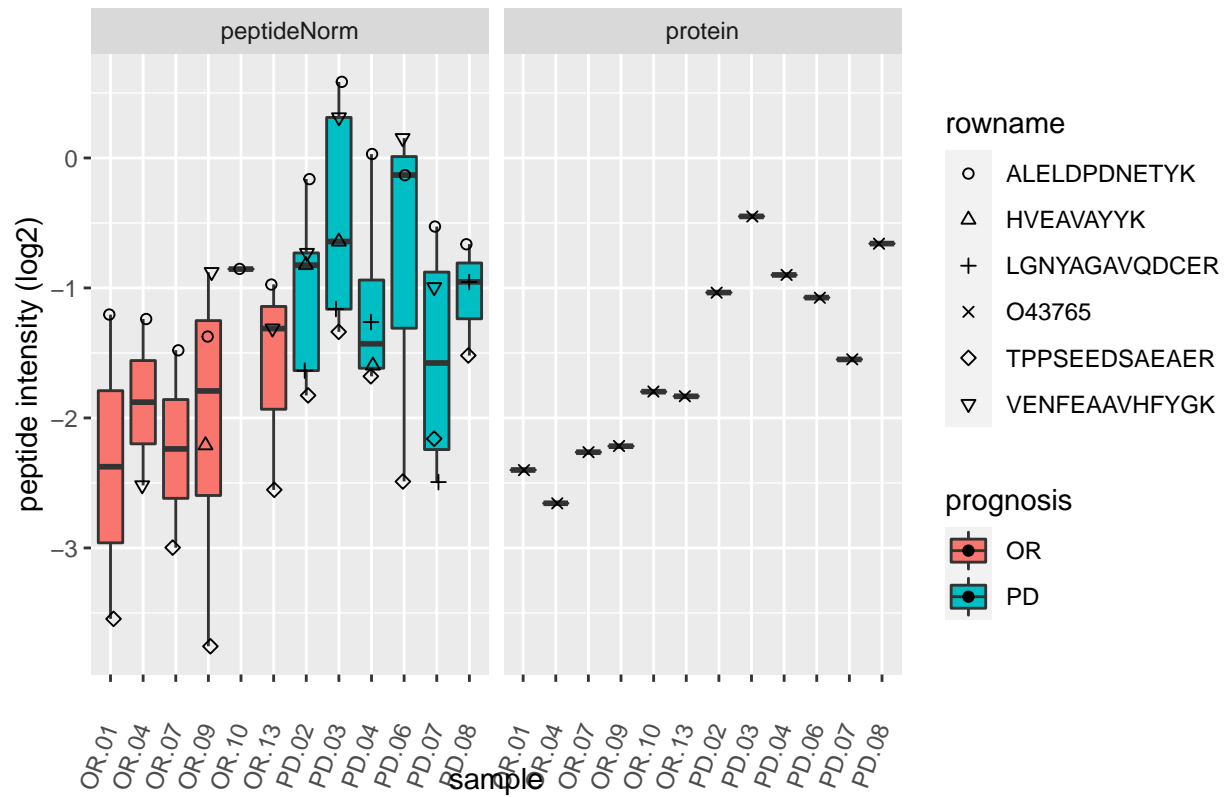 peptideNorm
protein
peptide intensity (log2)
0
−1
−2
−3
OR.01
OR.04
OR.07
OR.09
OR.10
OR.13
PD.02
PD.03
PD.04
PD.06
PD.07
PD.08
OR.01
OR.04
OR.07
OR.09
OR.10
OR.13
PD.02
PD.03
PD.04
PD.06
PD.07
PD.08
sample
rowname
ALELDPDNETYK
HVEAVAYYK
LGNYAGAVQDCER
O43765
TPPSEEDSAEAER
VENFEAAVHFYGK
prognosis
OR
PD